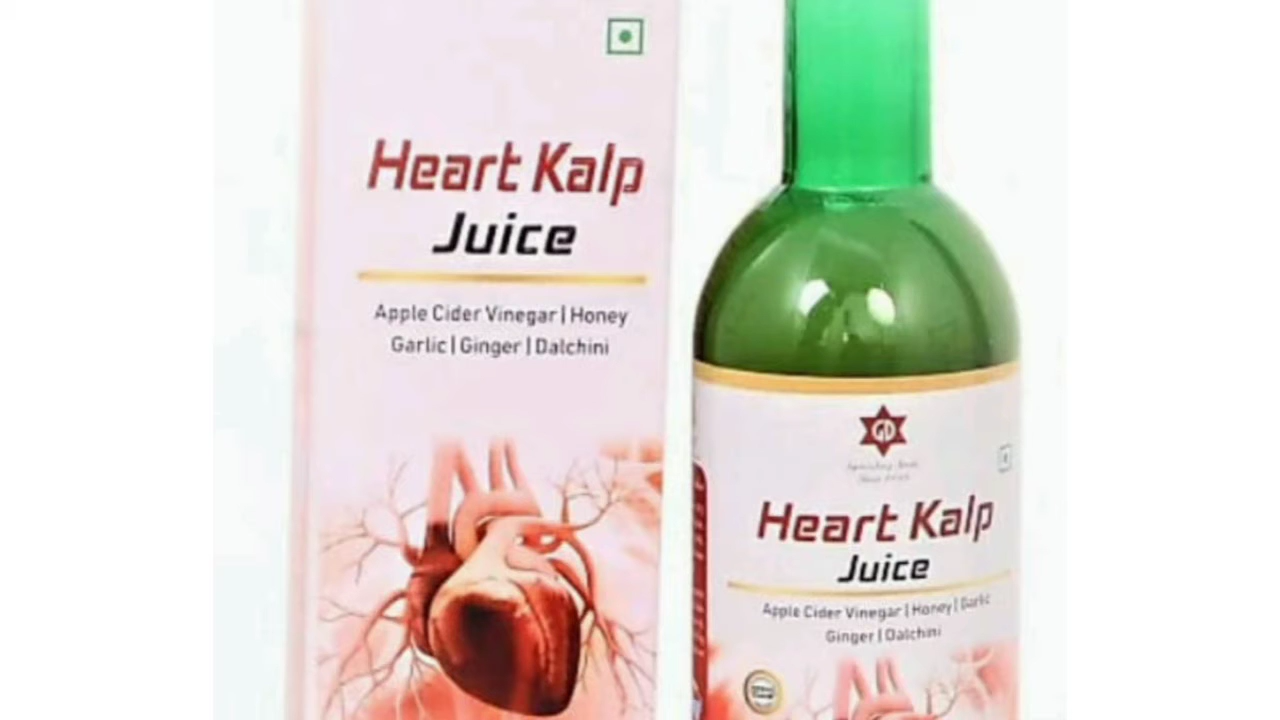 Heart Kalp
Juice
Apple Cider Vinegar | Honey
Garlic | Ginger | Dalchini
GD
Heart Kalp
Juice
Apple Cider Vinegar | Honey | Garlic
Ginger | Dalchini